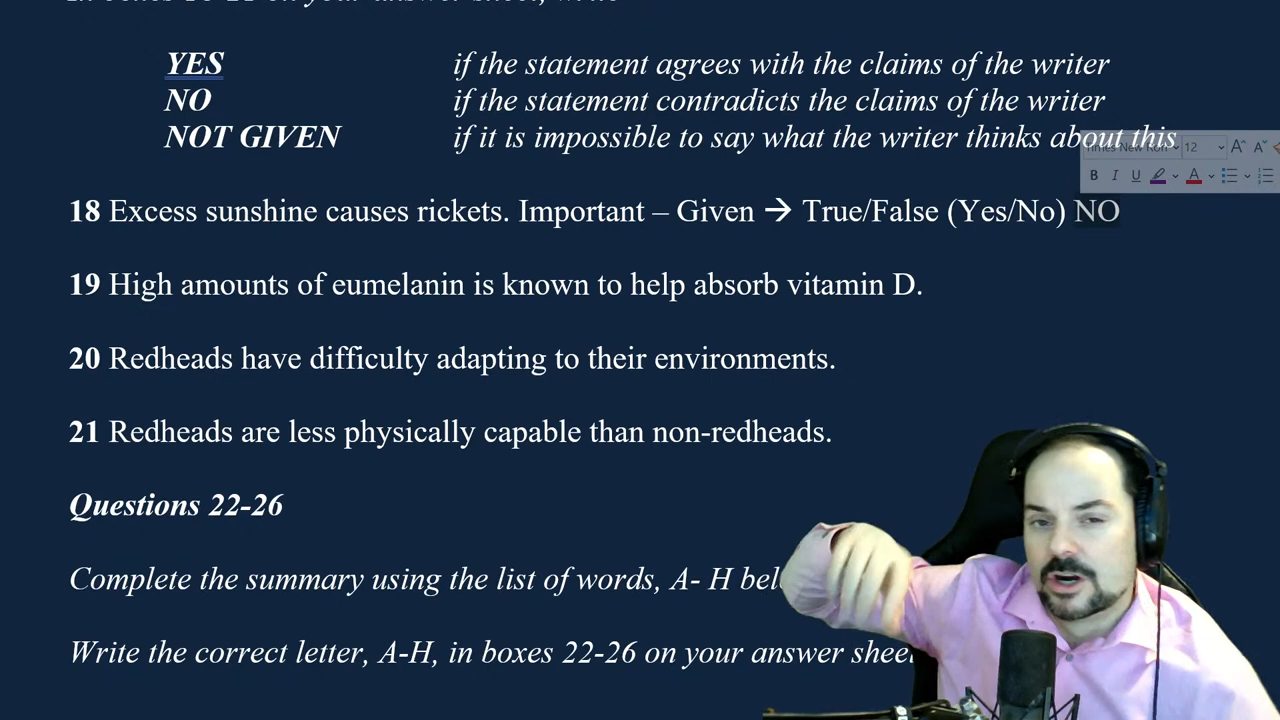 YES if the statement agrees with the claims of the writer
NO if the statement contradicts the claims of the writer
NOT GIVEN if it is impossible to say what the writer thinks about this
Times New 12 A A
B I U A
18 Excess sunshine causes rickets. Important – Given → True/False (Yes/No) NO
19 High amounts of eumelanin is known to help absorb vitamin D.
20 Redheads have difficulty adapting to their environments.
21 Redheads are less physically capable than non-redheads.
Questions 22-26
Complete the summary using the list of words, A- H
Write the correct letter, A-H, in boxes 22-26 on your answer